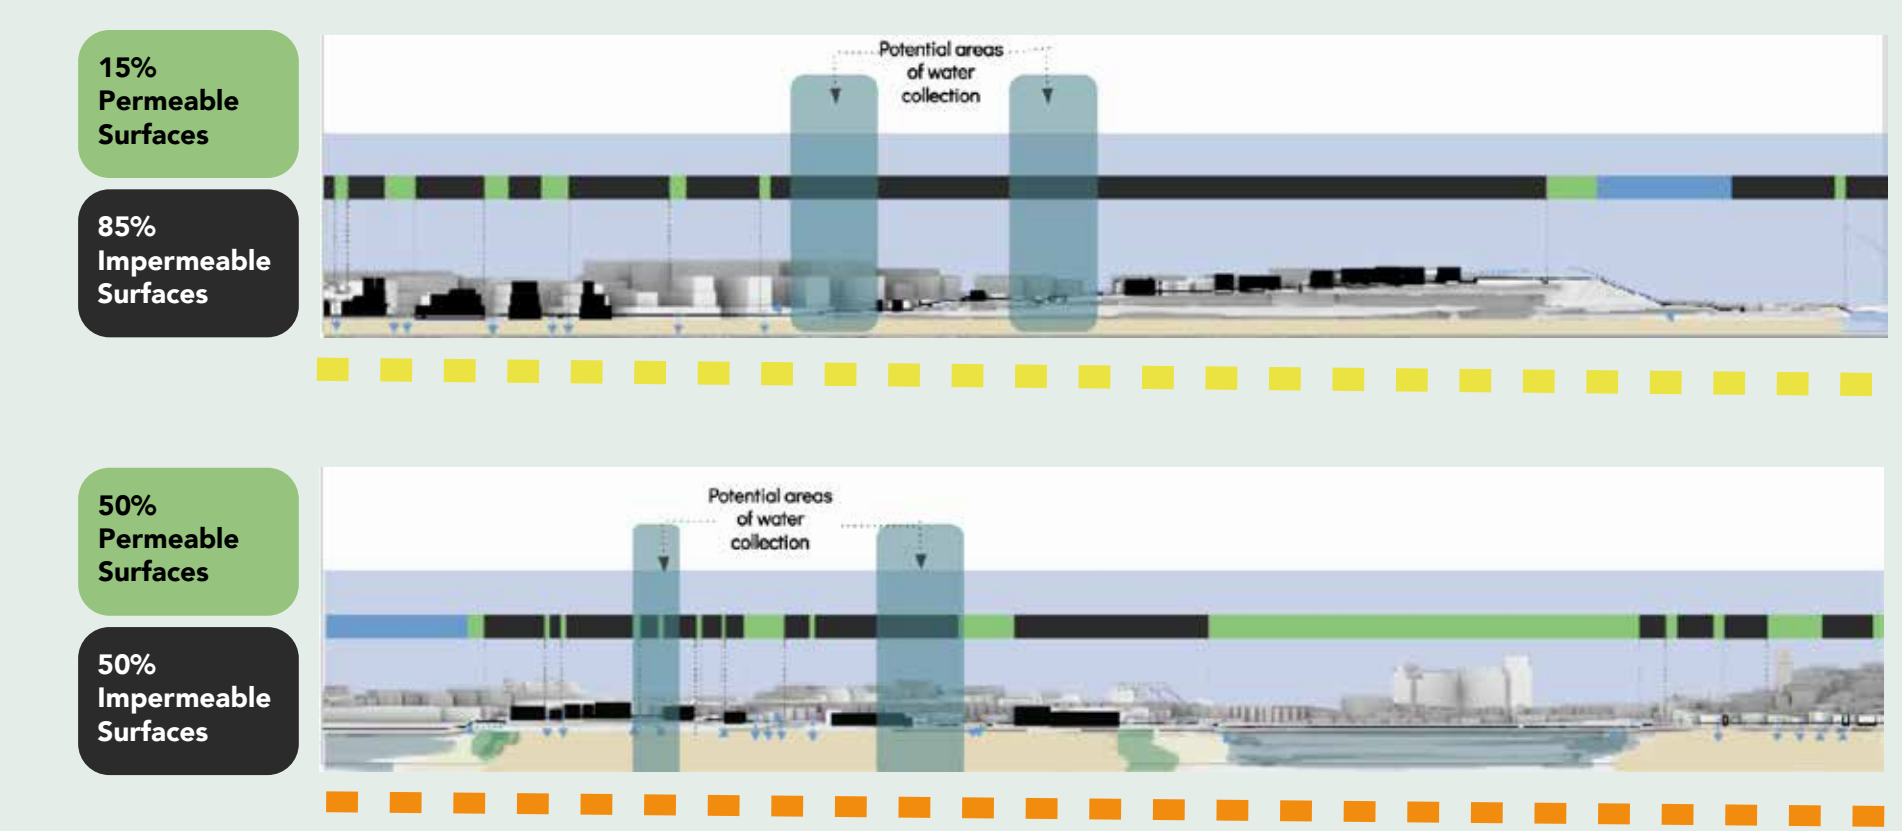 15%
Permeable
Surfaces
85%
Impermeable
Surfaces
Potential areas
of water
collection
50%
Permeable
Surfaces
50%
Impermeable
Surfaces
Potential areas
of water
collection